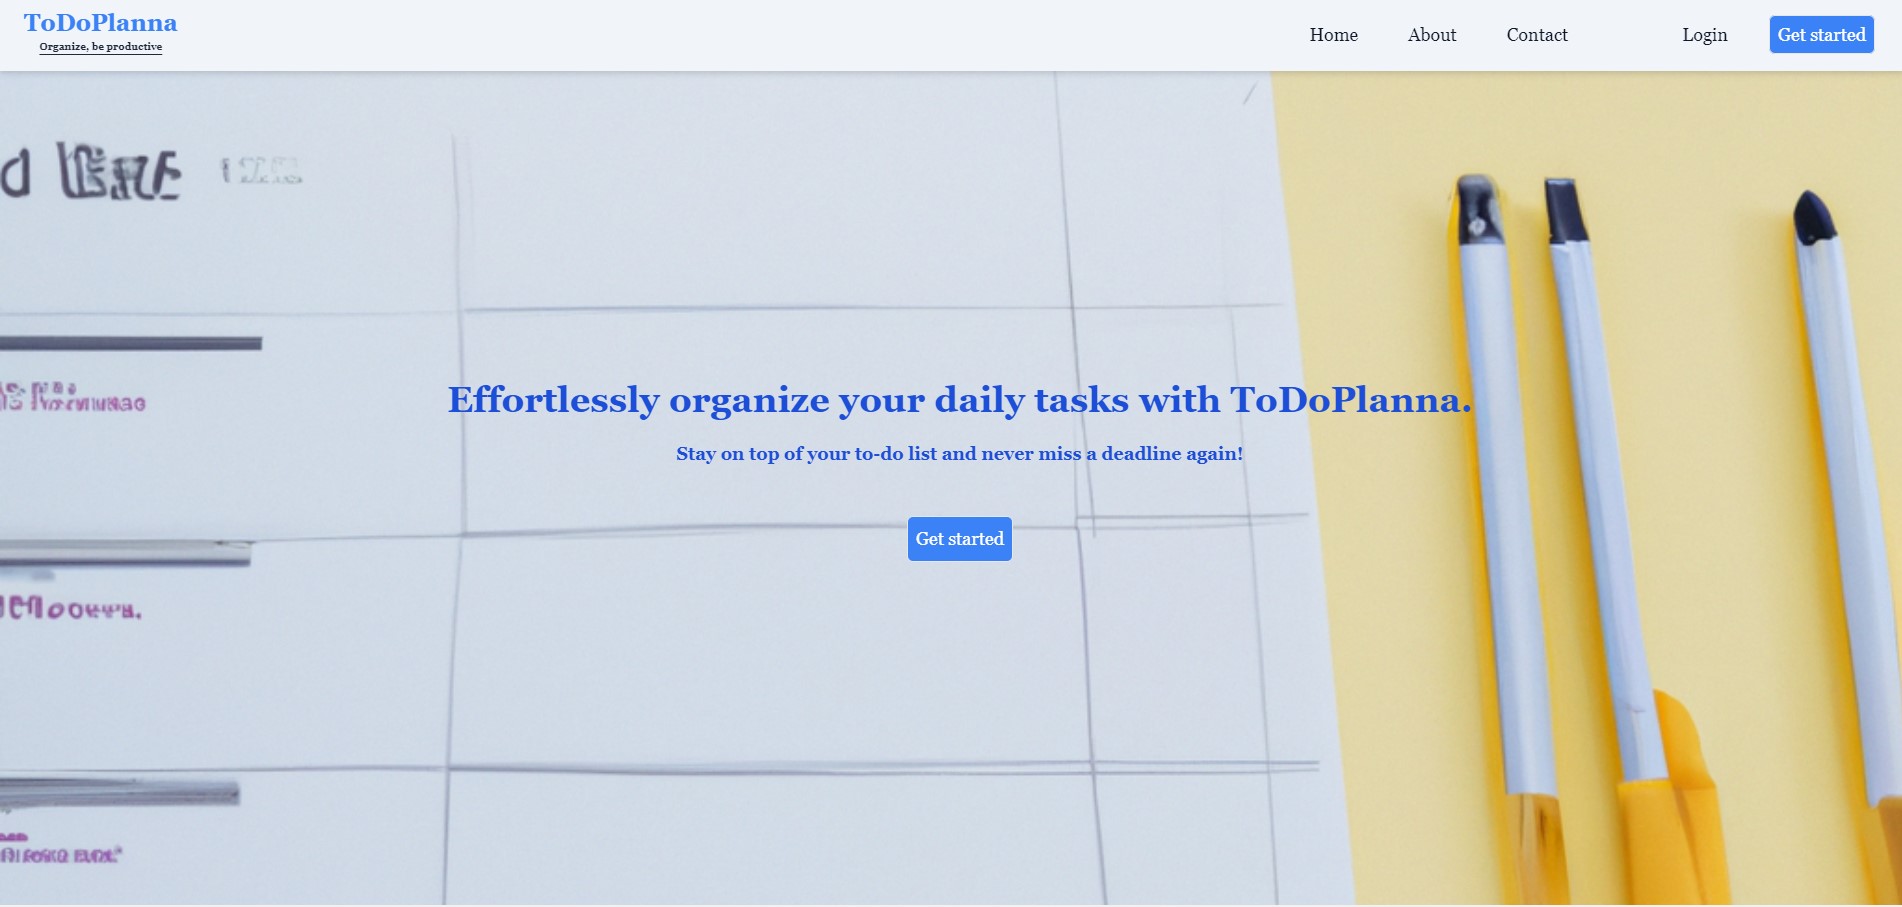 ToDoPlanna
Organize, be productive
Home
About
Contact
Login
Get started
Effortlessly organize your daily tasks with ToDoPlanna.
Stay on top of your to-do list and never miss a deadline again!
Get started